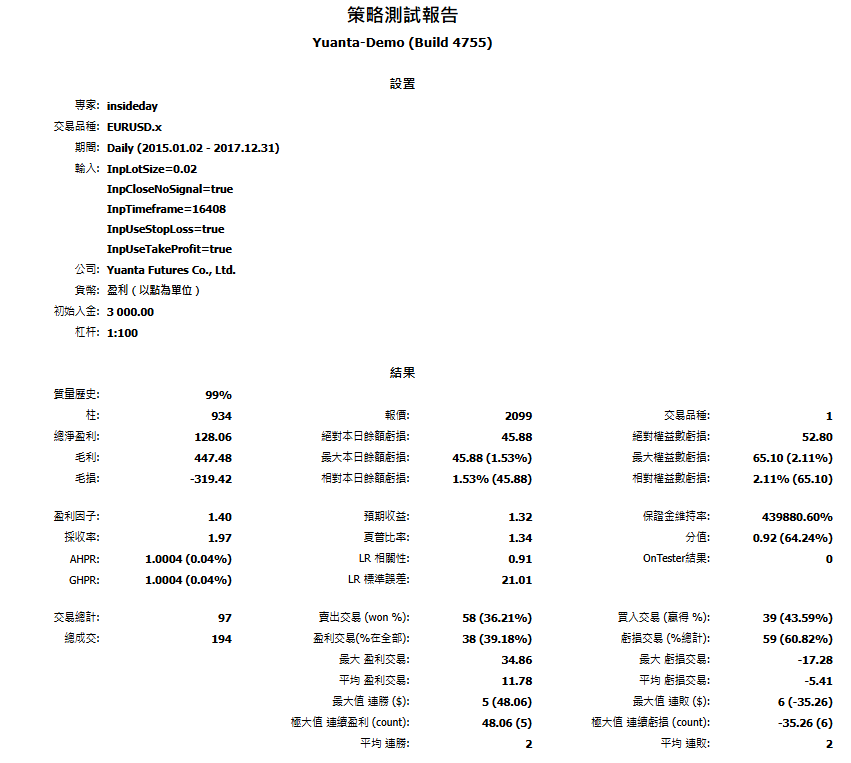 策略測試報告
Yuanta-Demo (Build 4755)
設置
專家: insideday
交易品種: EURUSD.x
期間: Daily (2015.01.02 - 2017.12.31)
輸入: InpLotSize=0.02
InpCloseNoSignal=true
InpTimeframe=16408
InpUseStopLoss=true
InpUseTakeProfit=true
公司: Yuanta Futures Co., Ltd.
貨幣: 盈利 ( 以點為單位 )
初始入金: 3 000.00
杠杆: 1:100
結果
質量歷史: 99%
柱: 934 報價: 2099 交易品種: 1
總淨盈利: 128.06 絕對本日餘額虧損: 45.88 絕對權益數虧損: 52.80
毛利: 447.48 最大本日餘額虧損: 45.88 (1.53%) 最大權益數虧損: 65.10 (2.11%)
毛損: -319.42 相對本日餘額虧損: 1.53% (45.88) 相對權益數虧損: 2.11% (65.10)
盈利因子: 1.40 預期收益: 1.32 保證金維持率: 439880.60%
採收率: 1.97 夏普比率: 1.34 分值: 0.92 (64.24%)
AHPR: 1.0004 (0.04%) LR 相關性: 0.91 OnTester結果: 0
GHPR: 1.0004 (0.04%) LR 標準誤差: 21.01
交易總計: 97 賣出交易 (won %): 58 (36.21%) 買入交易 (贏得 %): 39 (43.59%)
總成交: 194 盈利交易(%在全部): 38 (39.18%) 虧損交易 (%總計): 59 (60.82%)
最大 盈利交易: 34.86 最大 虧損交易: -17.28
平均 盈利交易: 11.78 平均 虧損交易: -5.41
最大值 連勝 ($): 5 (48.06) 最大值 連敗 ($): 6 (-35.26)
極大值 連續盈利 (count): 48.06 (5) 極大值 連續虧損 (count): -35.26 (6)
平均 連勝: 2 平均 連敗: 2